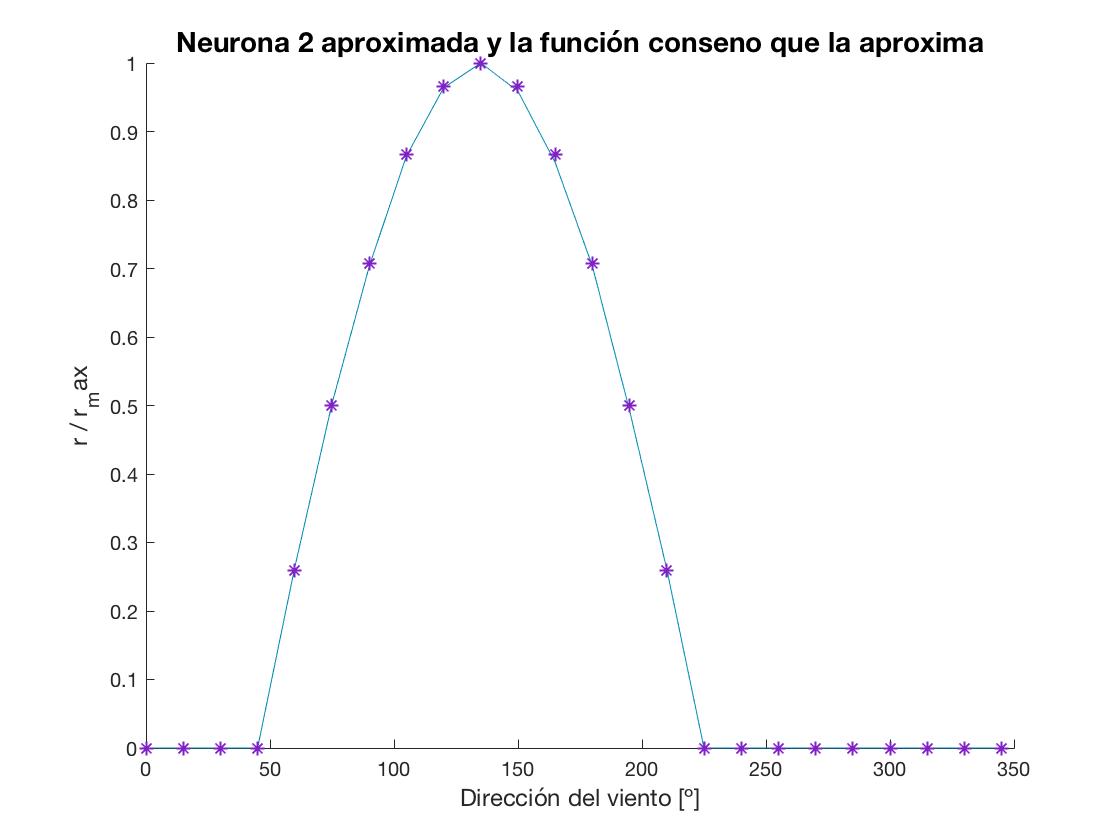 Neurona 2 aproximada y la función conseno que la aproxima
1
0.9
0.8
0.7
0.6
0.5
0.4
0.3
0.2
0.1
0
r / r_max
0 50 100 150 200 250 300 350
Dirección del viento [º]